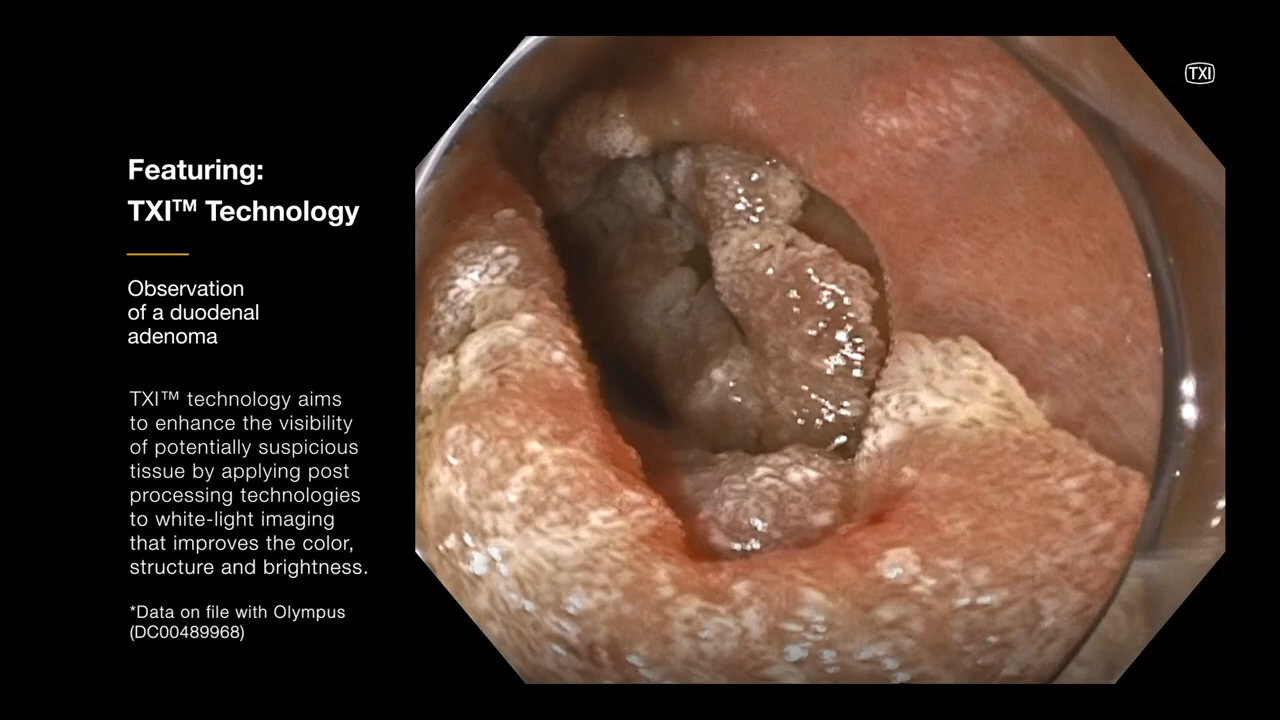 Featuring:
TXI™ Technology
Observation
of a duodenal
adenoma
TXI™ technology aims
to enhance the visibility
of potentially suspicious
tissue by applying post
processing technologies
to white-light imaging
that improves the color,
structure and brightness.
*Data on file with Olympus
(DC00489968)
TXI